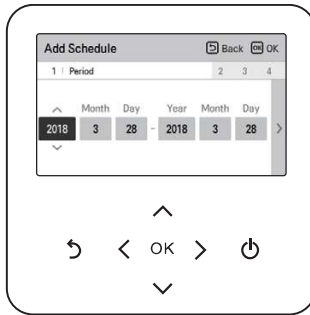 Add Schedule Back OK OK
1 Period 2 3 4
Month Day Year Month Day
2018 3 28 - 2018 3 28
OK